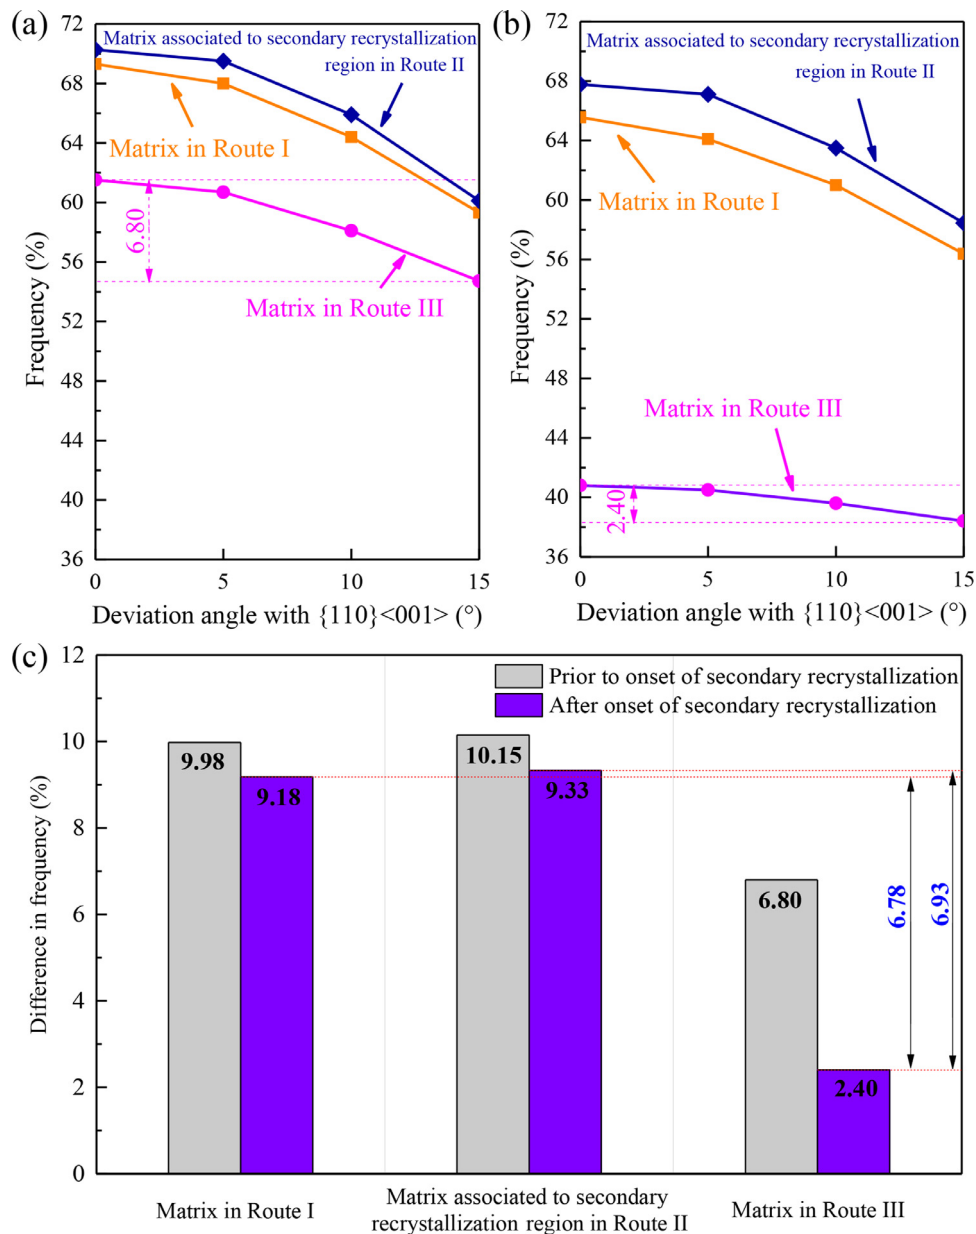 (a)
72
68
64
60
56
52
48
44
40
36
Frequency (%)
Matrix associated to secondary recrystallization
region in Route II
Matrix in Route I
6.80
Matrix in Route III
0
5
10
15
Deviation angle with {110}<001> (°)
(b)
72
68
64
60
56
52
48
44
40
36
Frequency (%)
Matrix associated to secondary recrystallization
region in Route II
Matrix in Route I
Matrix in Route III
2.40
0
5
10
15
Deviation angle with {110}<001> (°)
(c)
12
10
8
6
4
2
0
Difference in frequency (%)
Prior to onset of secondary recrystallization
After onset of secondary recrystallization
9.98
9.18
10.15
9.33
6.80
2.40
6.78
6.93
Matrix in Route I
Matrix associated to secondary
recrystallization region in Route II
Matrix in Route III